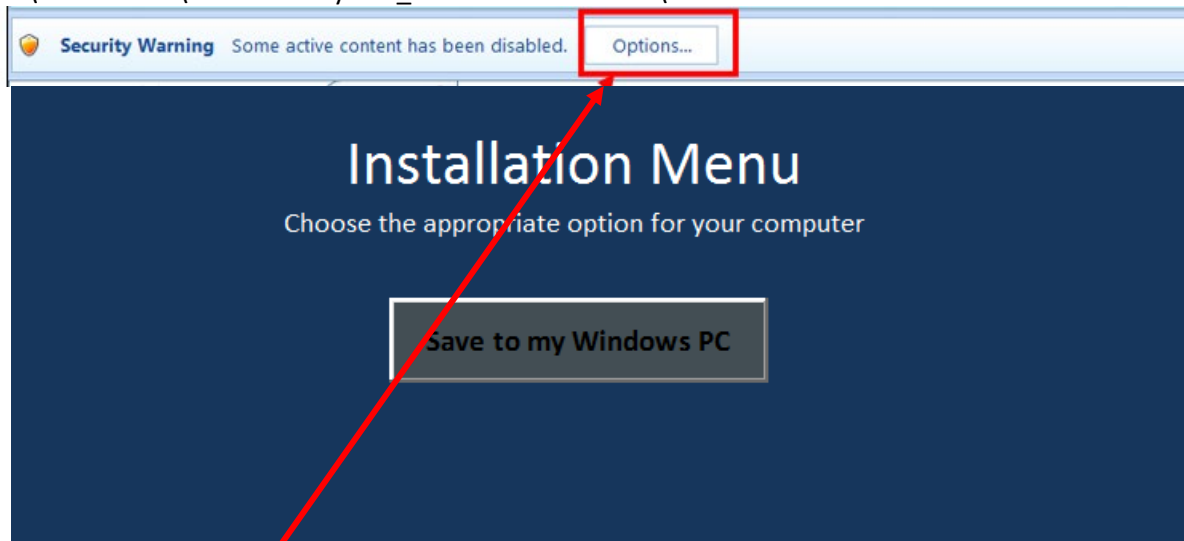 Security Warning Some active content has been disabled. Options...
Installation Menu
Choose the appropriate option for your computer
Save to my Windows PC